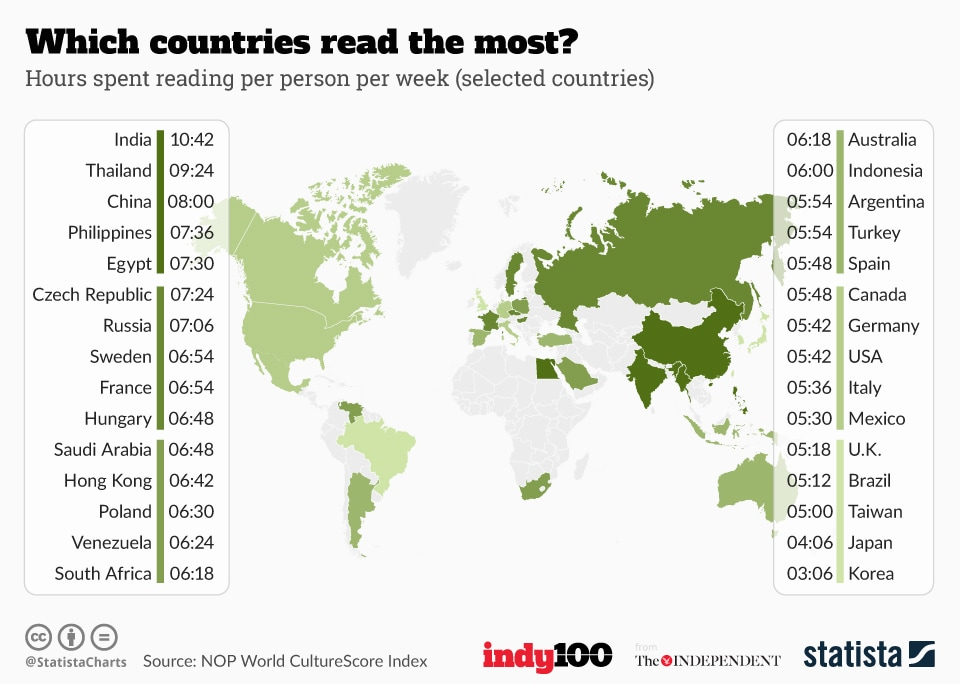 Which countries read the most?
Hours spent reading per person per week (selected countries)
India 10:42
Thailand 09:24
China 08:00
Philippines 07:36
Egypt 07:30
Czech Republic 07:24
Russia 07:06
Sweden 06:54
France 06:54
Hungary 06:48
Saudi Arabia 06:48
Hong Kong 06:42
Poland 06:30
Venezuela 06:24
South Africa 06:18
06:18 Australia
06:00 Indonesia
05:54 Argentina
05:54 Turkey
05:48 Spain
05:48 Canada
05:42 Germany
05:42 USA
05:36 Italy
05:30 Mexico
05:18 U.K.
05:12 Brazil
05:00 Taiwan
04:06 Japan
03:06 Korea
cc
@StatistaCharts
Source: NOP World CultureScore Index
indy100
from
The INDEPENDENT
statista